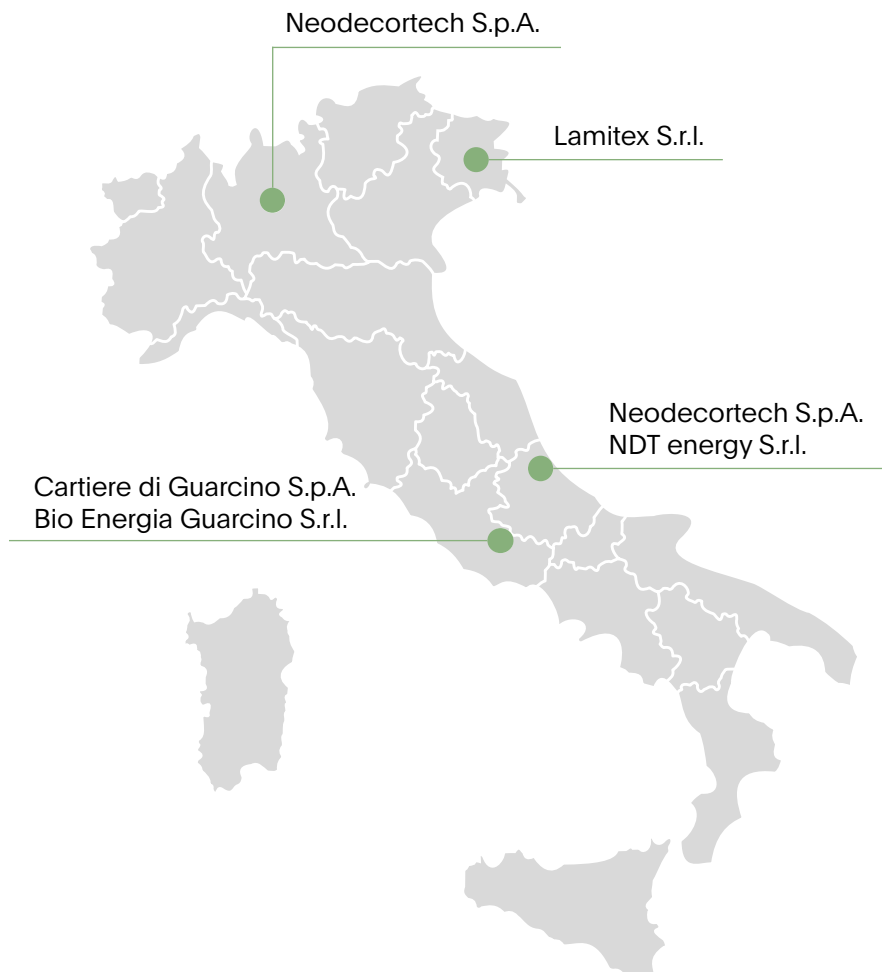 Neodecortech S.p.A.
Lamitex S.r.l.
Neodecortech S.p.A.
NDT energy S.r.l.
Cartiere di Guarcino S.p.A.
Bio Energia Guarcino S.r.l.